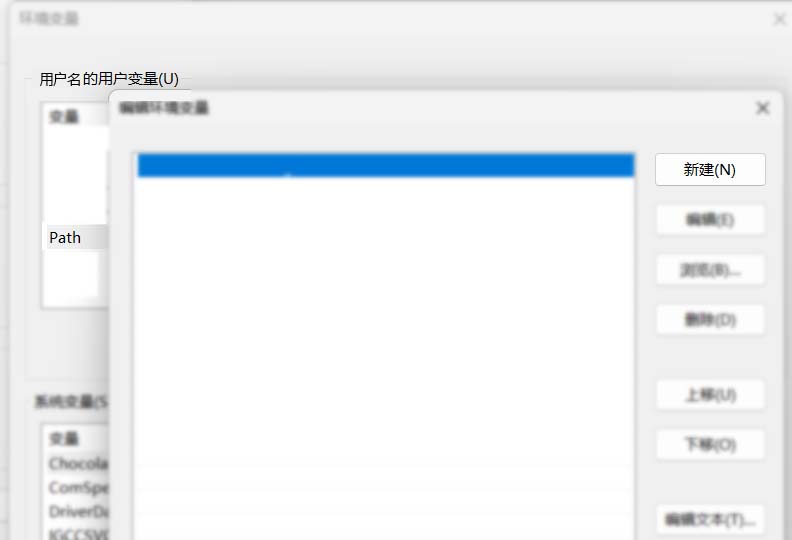 环境变量
用户名的用户变量(U)
编辑环境变量
变量
新建(N)
编辑(E)
Path
浏览(B)...
删除(D)
上移(U)
系统变量(S
变量
下移(O)
Chocola
ComSpe
DriverDa
编辑文本(T)...
IGCCSVC